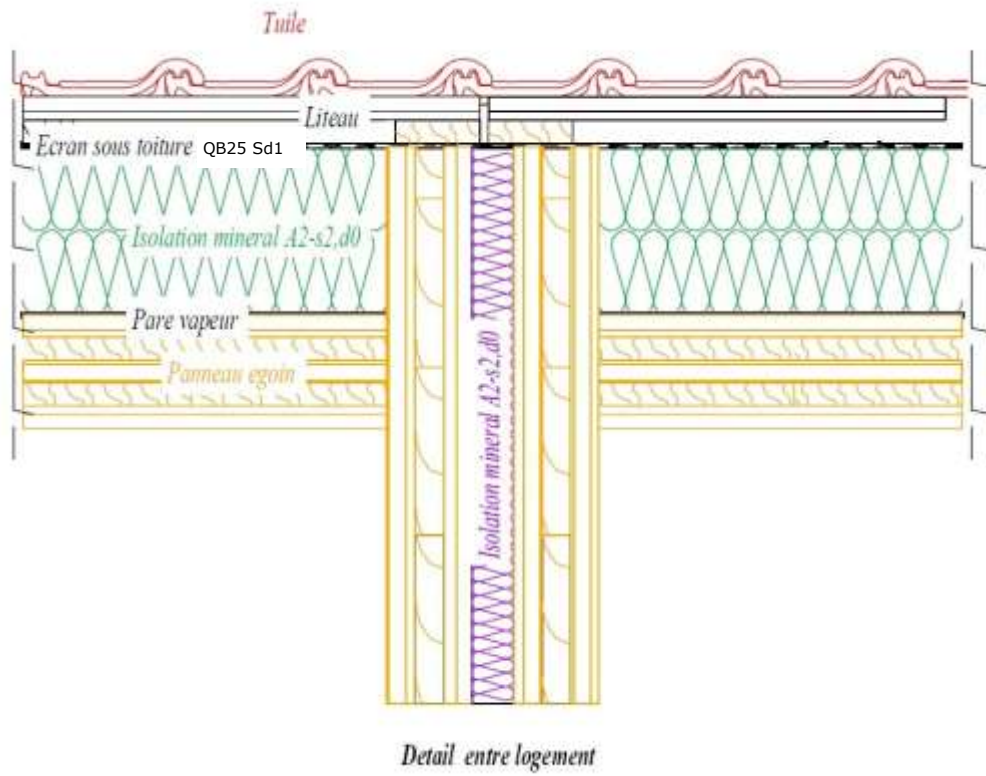 Tuile
Liteau
Ecran sous toiture QB25 Sd1
Isolation mineral A2-s2,d0
Pare vapeur
Panneau egoin
Isolation mineral A2-s2,d0
Detail entre logement